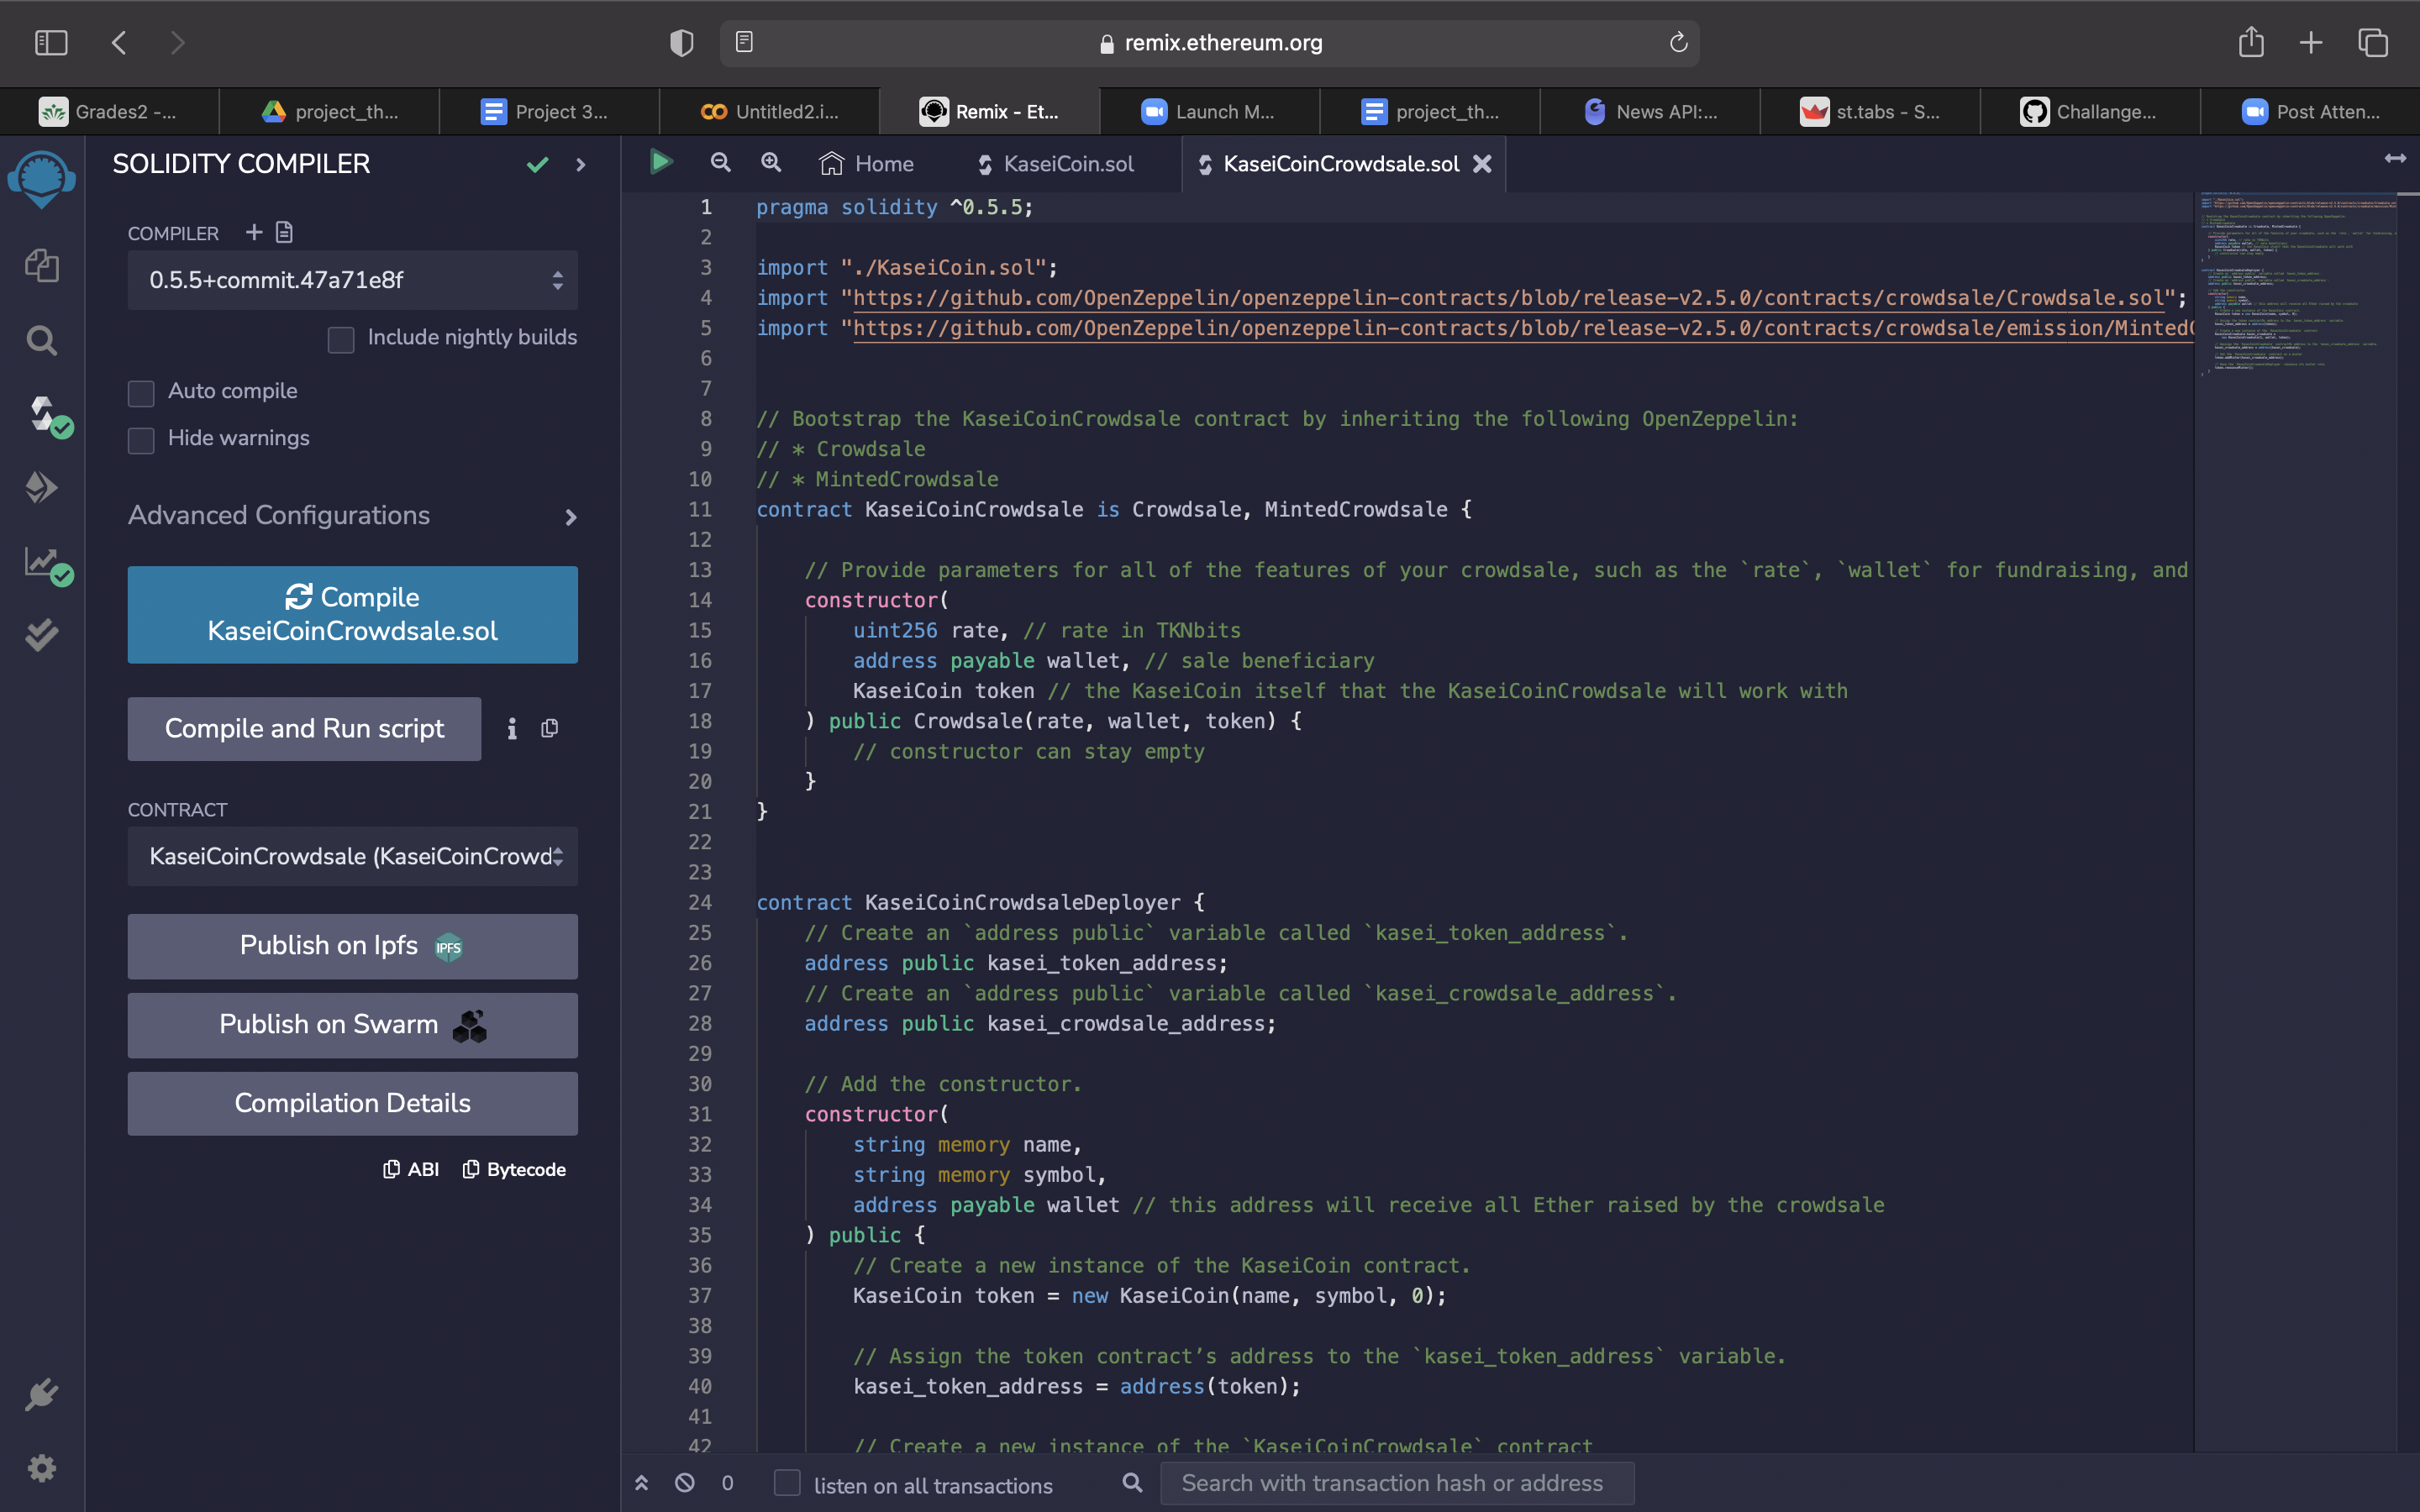 remix.ethereum.org
Grades2 -...
project_th...
Project 3...
Untitled2.i...
Remix - Et...
Launch M...
project_th...
News API:...
st.tabs - S...
Challange...
Post Atten...
SOLIDITY COMPILER
Home
KaseiCoin.sol
KaseiCoinCrowdsale.sol
COMPILER
0.5.5+commit.47a71e8f
Include nightly builds
Auto compile
Hide warnings
Advanced Configurations
Compile
KaseiCoinCrowdsale.sol
Compile and Run script
CONTRACT
KaseiCoinCrowdsale (KaseiCoinCrowd
Publish on Ipfs
IPFS
Publish on Swarm
Compilation Details
ABI
Bytecode
1 pragma solidity ^0.5.5;
2
3 import "./KaseiCoin.sol";
4 import "https://github.com/OpenZeppelin/openzeppelin-contracts/blob/release-v2.5.0/contracts/crowdsale/Crowdsale.sol";
5 import "https://github.com/OpenZeppelin/openzeppelin-contracts/blob/release-v2.5.0/contracts/crowdsale/emission/Minted
6
7
8 // Bootstrap the KaseiCoinCrowdsale contract by inheriting the following OpenZeppelin:
9 // * Crowdsale
10 // * MintedCrowdsale
11 contract KaseiCoinCrowdsale is Crowdsale, MintedCrowdsale {
12
13 // Provide parameters for all of the features of your crowdsale, such as the `rate`, `wallet` for fundraising, and
14 constructor(
15 uint256 rate, // rate in TKNbits
16 address payable wallet, // sale beneficiary
17 KaseiCoin token // the KaseiCoin itself that the KaseiCoinCrowdsale will work with
18 ) public Crowdsale(rate, wallet, token) {
19 // constructor can stay empty
20 }
21 }
22
23
24 contract KaseiCoinCrowdsaleDeployer {
25 // Create an `address public` variable called `kasei_token_address`.
26 address public kasei_token_address;
27 // Create an `address public` variable called `kasei_crowdsale_address`.
28 address public kasei_crowdsale_address;
29
30 // Add the constructor.
31 constructor(
32 string memory name,
33 string memory symbol,
34 address payable wallet // this address will receive all Ether raised by the crowdsale
35 ) public {
36 // Create a new instance of the KaseiCoin contract.
37 KaseiCoin token = new KaseiCoin(name, symbol, 0);
38
39 // Assign the token contract’s address to the `kasei_token_address` variable.
40 kasei_token_address = address(token);
41
42 // Create a new instance of the `KaseiCoinCrowdsale` contract
0
listen on all transactions
Search with transaction hash or address